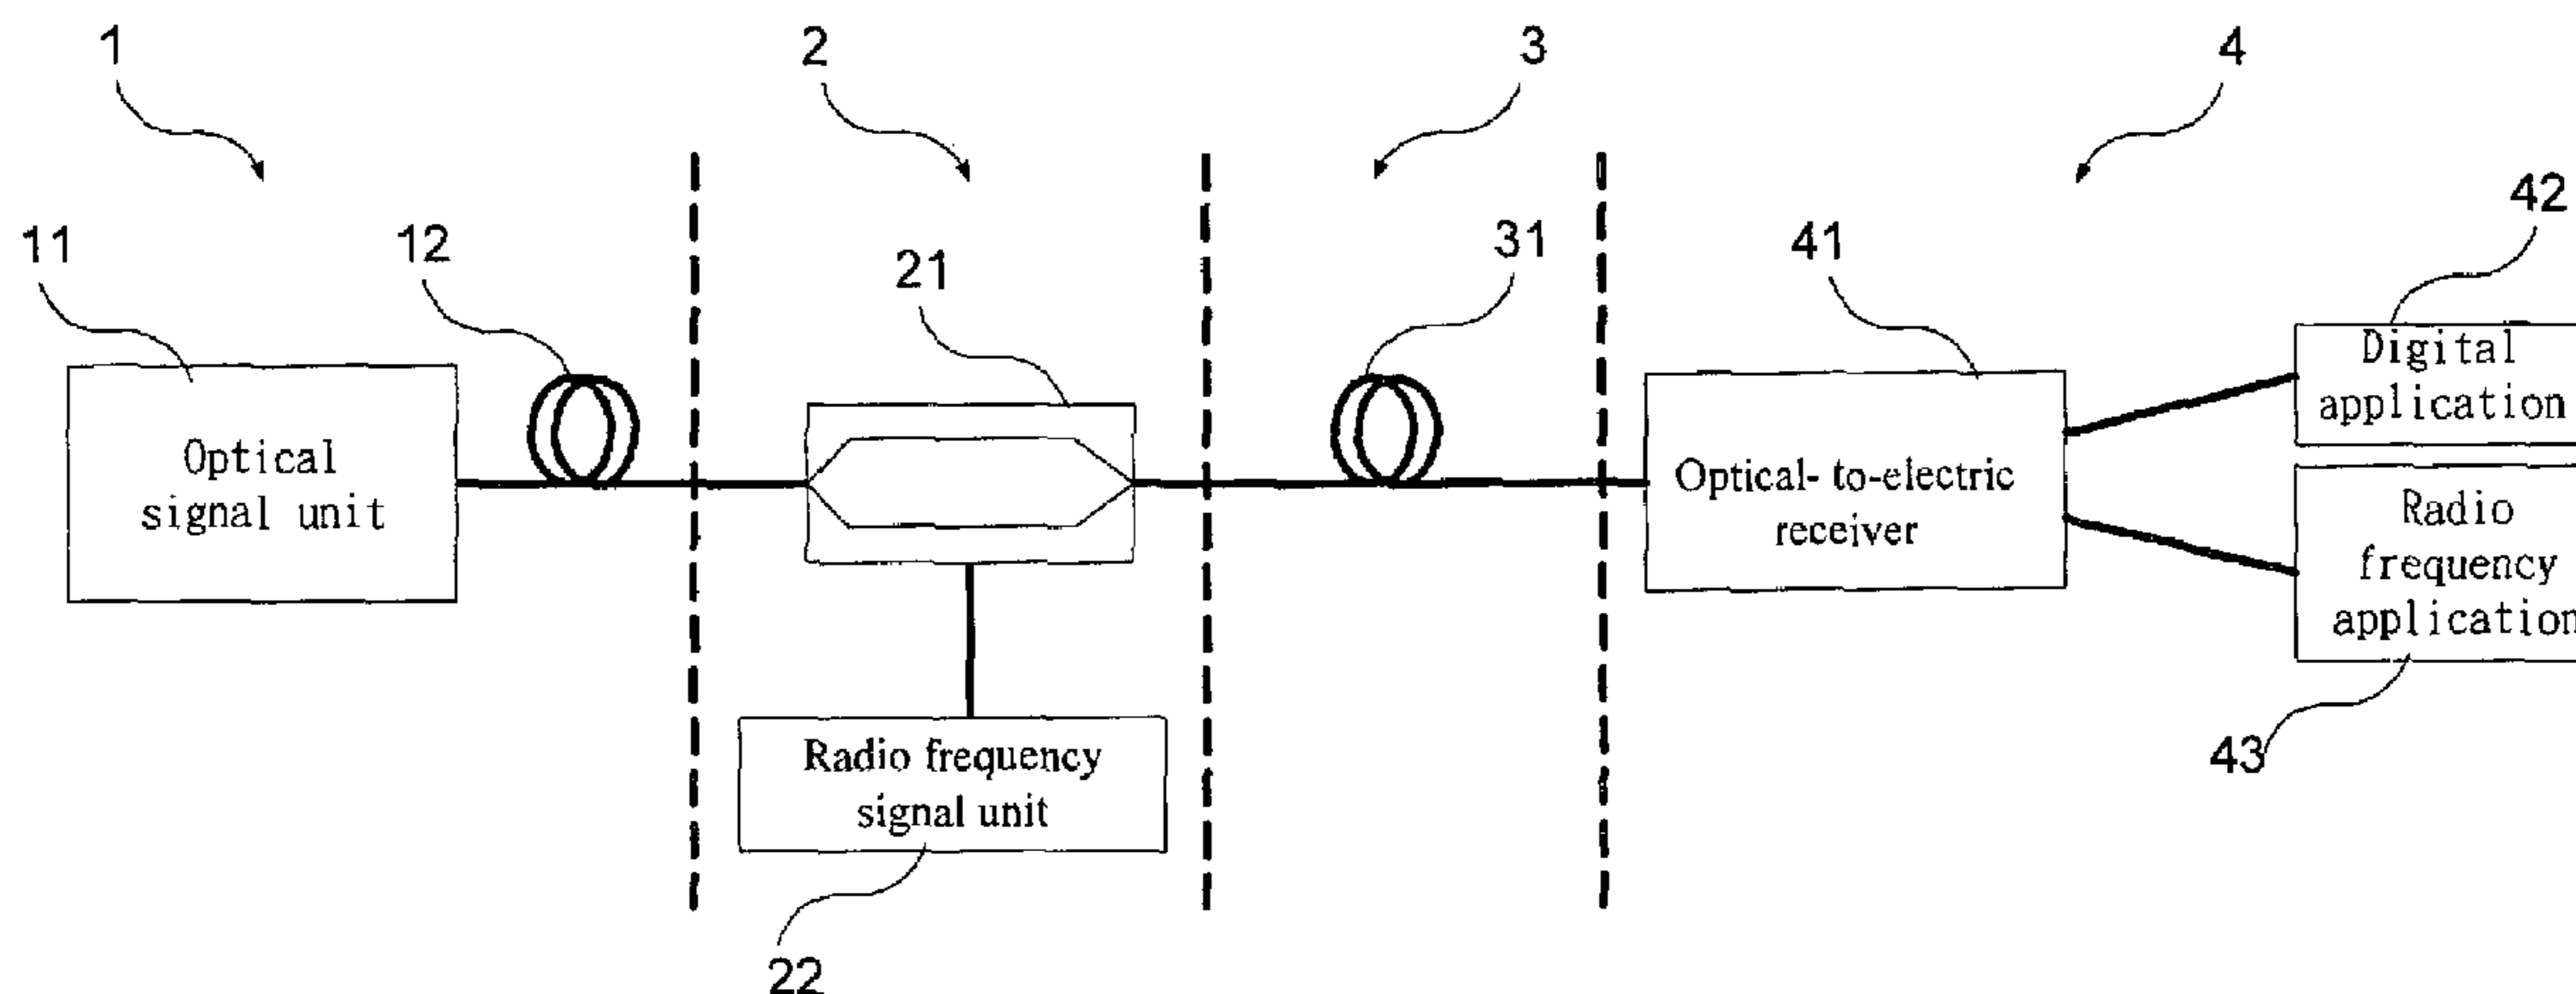 1
2
3
4
11
12
21
31
41
42
Optical
signal unit
Optical- to-electric
receiver
Digital
application
Radio
frequency
application
Radio frequency
signal unit
22
43